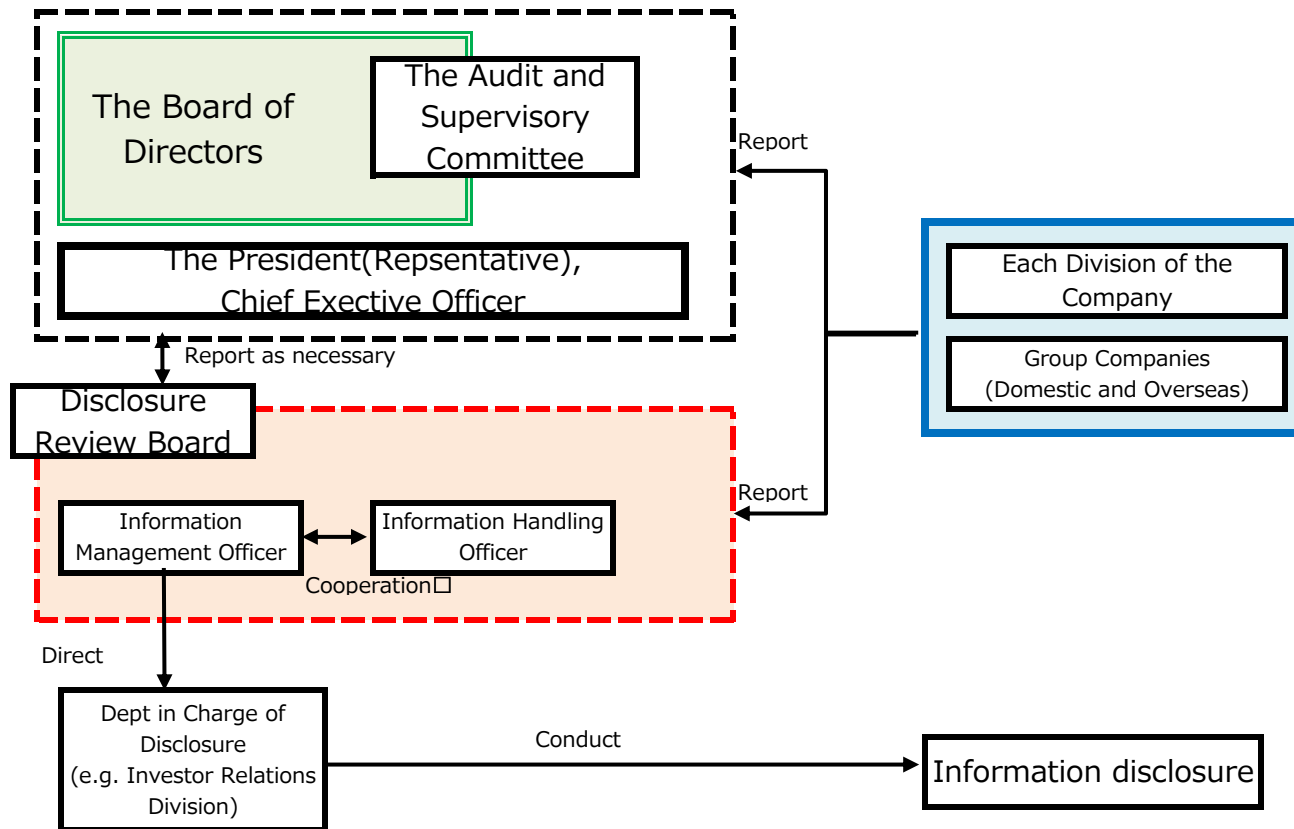 The Board of
Directors
The Audit and
Supervisory
Committee
The President(Repsentative),
Chief Exective Officer
Report
Each Division of the
Company
Group Companies
(Domestic and Overseas)
Report as necessary
Disclosure
Review Board
Report
Information
Management Officer
Information Handling
Officer
Cooperation□
Direct
Dept in Charge of
Disclosure
(e.g. Investor Relations
Division)
Conduct
Information disclosure